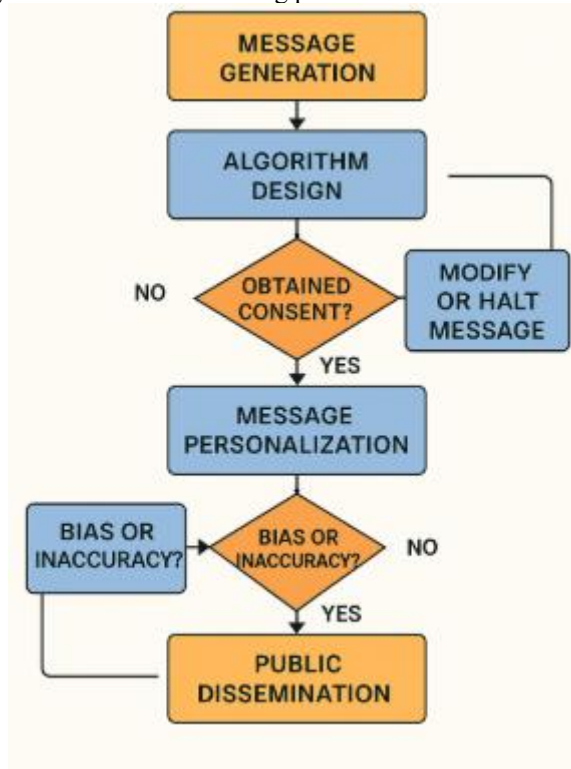 MESSAGE
GENERATION
ALGORITHM
DESIGN
NO
OBTAINED
CONSENT?
MODIFY
OR HALT
MESSAGE
YES
MESSAGE
PERSONALIZATION
BIAS OR
INACCURACY?
BIAS OR
INACCURACY?
NO
YES
PUBLIC
DISSEMINATION